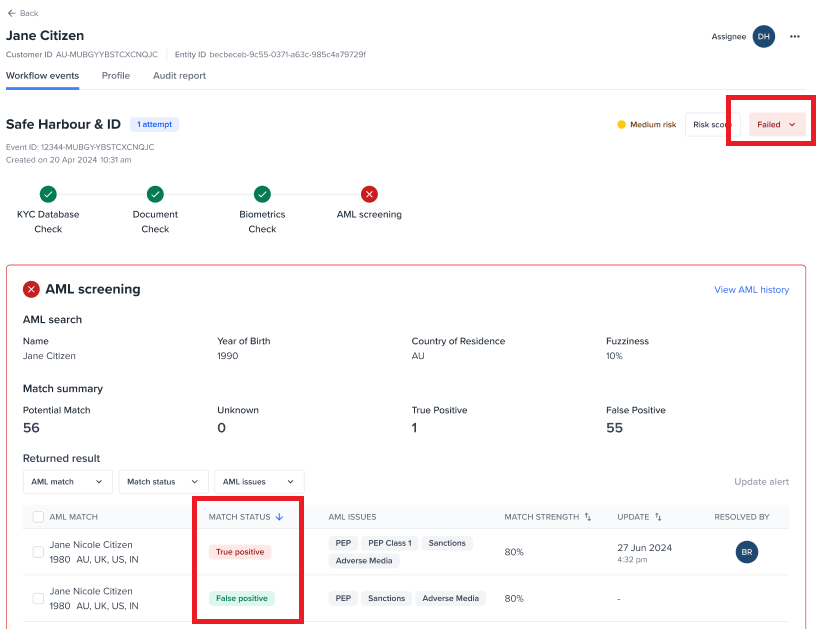 Back
Jane Citizen
Assignee DH
Customer ID AU-MUBGYYBSTCXCNQJC Entity ID becbeceb-9c55-0371-a63c-985c4a79729f
Workflow events Profile Audit report
Safe Harbour & ID 1 attempt Medium risk Risk Failed
Event ID: 12344-MUBGY-YBSTCXCNQJC
Created on 20 Apr 2024 10:31 am
KYC Database Check
Document Check
Biometrics Check
AML screening
AML screening View AML history
AML search
Name Year of Birth Country of Residence Fuzziness
Jane Citizen 1990 AU 10%
Match summary
Potential Match Unknown True Positive False Positive
56 0 1 55
Returned result
AML match Match status AML issues Update alert
AML MATCH MATCH STATUS AML ISSUES MATCH STRENGTH UPDATE RESOLVED BY
Jane Nicole Citizen
1980 AU, UK, US, IN
True positive
PEP PEP Class 1 Sanctions
Adverse Media
80%
27 Jun 2024
4:32 pm
BR
Jane Nicole Citizen
1980 AU, UK, US, IN
False positive
PEP Sanctions Adverse Media
80%
-